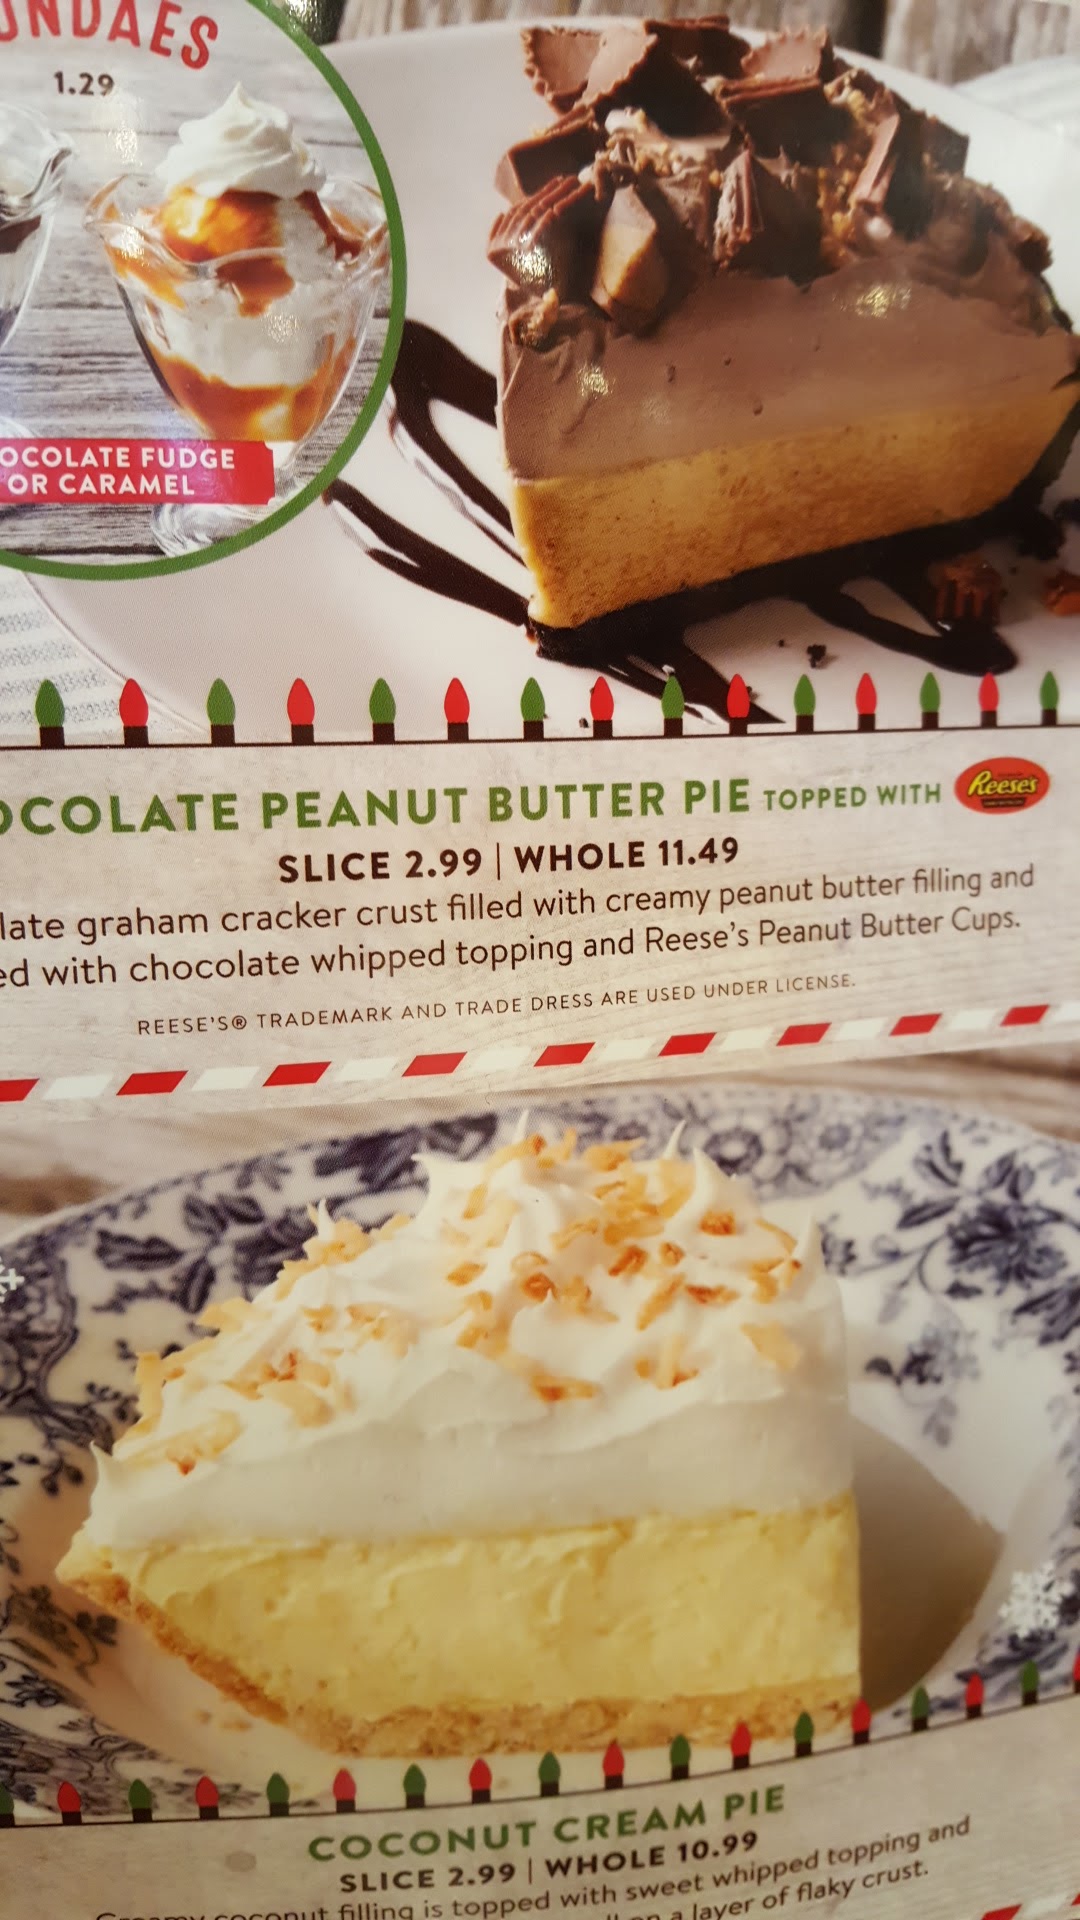 UNDAES
1.29
OCOLATE FUDGE
OR CARAMEL
OCOLATE PEANUT BUTTER PIE TOPPED WITH Reese's
SLICE 2.99 | WHOLE 11.49
late graham cracker crust filled with creamy peanut butter filling and
ed with chocolate whipped topping and Reese's Peanut Butter Cups.
REESE'S® TRADEMARK AND TRADE DRESS ARE USED UNDER LICENSE.
COCONUT CREAM PIE
SLICE 2.99 | WHOLE 10.99
Creamy coconut filling is topped with sweet whipped topping and
on a layer of flaky crust.